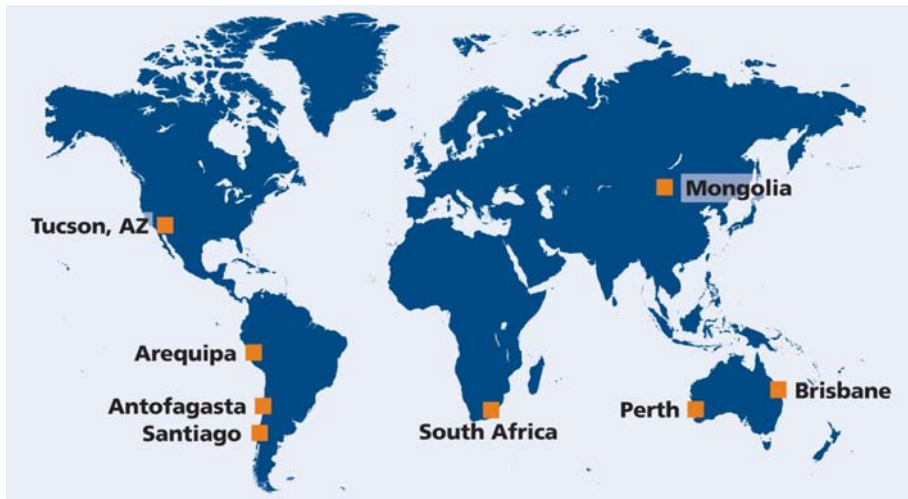 Mongolia
Tucson, AZ
Arequipa
Brisbane
Antofagasta
Perth
Santiago
South Africa